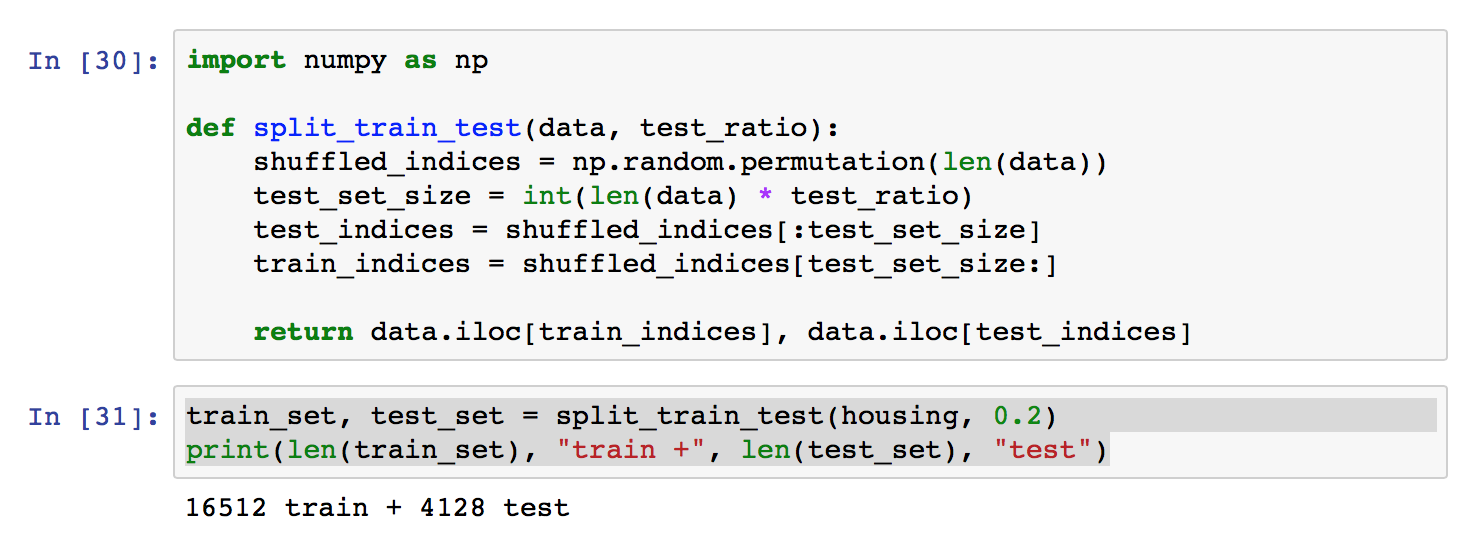 In [30]:
import numpy as np
def split_train_test(data, test_ratio):
    shuffled_indices = np.random.permutation(len(data))
    test_set_size = int(len(data) * test_ratio)
    test_indices = shuffled_indices[:test_set_size]
    train_indices = shuffled_indices[test_set_size:]
    return data.iloc[train_indices], data.iloc[test_indices]
In [31]:
train_set, test_set = split_train_test(housing, 0.2)
print(len(train_set), "train +", len(test_set), "test")
16512 train + 4128 test